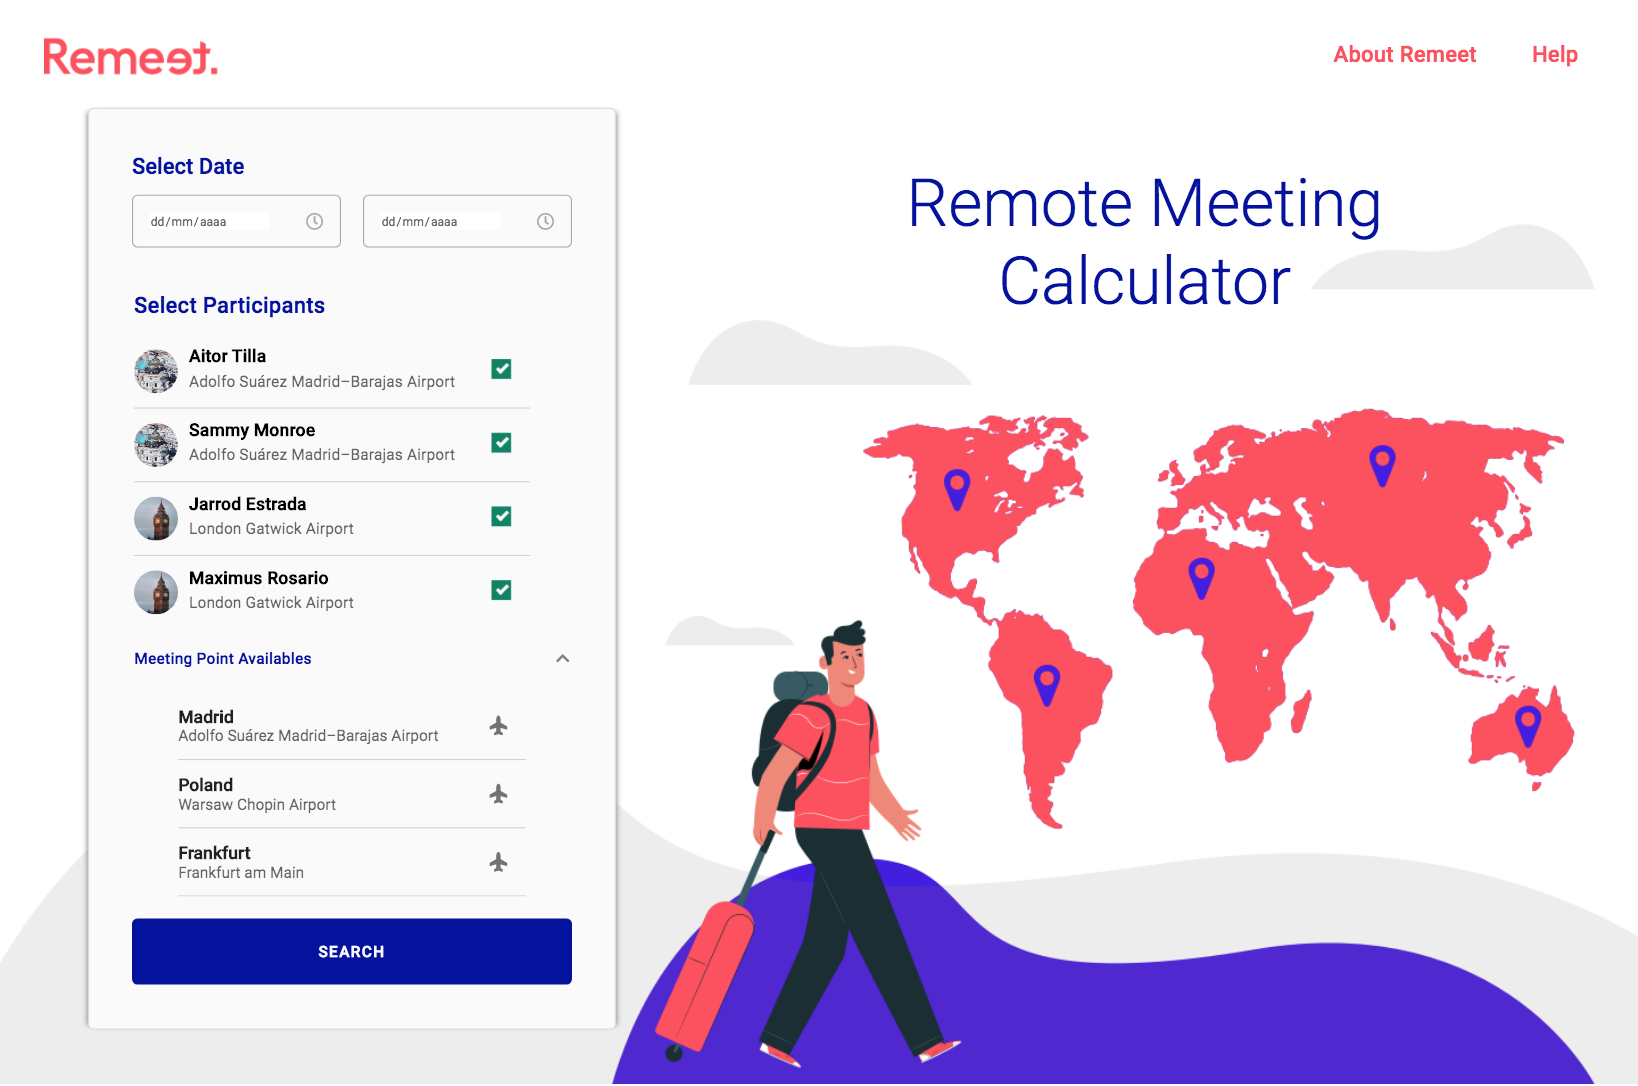 Remeet.
About Remeet
Help
Select Date
dd/mm/aaaa
dd/mm/aaaa
Remote Meeting
Calculator
Select Participants
Aitor Tilla
Adolfo Suárez Madrid–Barajas Airport
Sammy Monroe
Adolfo Suárez Madrid–Barajas Airport
Jarrod Estrada
London Gatwick Airport
Maximus Rosario
London Gatwick Airport
Meeting Point Availables
Madrid
Adolfo Suárez Madrid–Barajas Airport
Poland
Warsaw Chopin Airport
Frankfurt
Frankfurt am Main
SEARCH